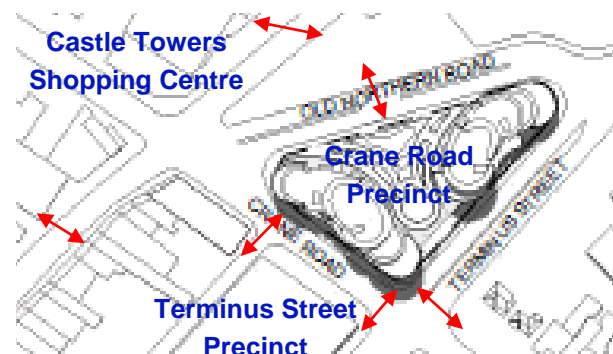 Castle Towers
Shopping Centre
OLD NORTHERN ROAD
Crane Road
Precinct
CRANE ROAD
TERMINUS STREET
Terminus Street
Precinct